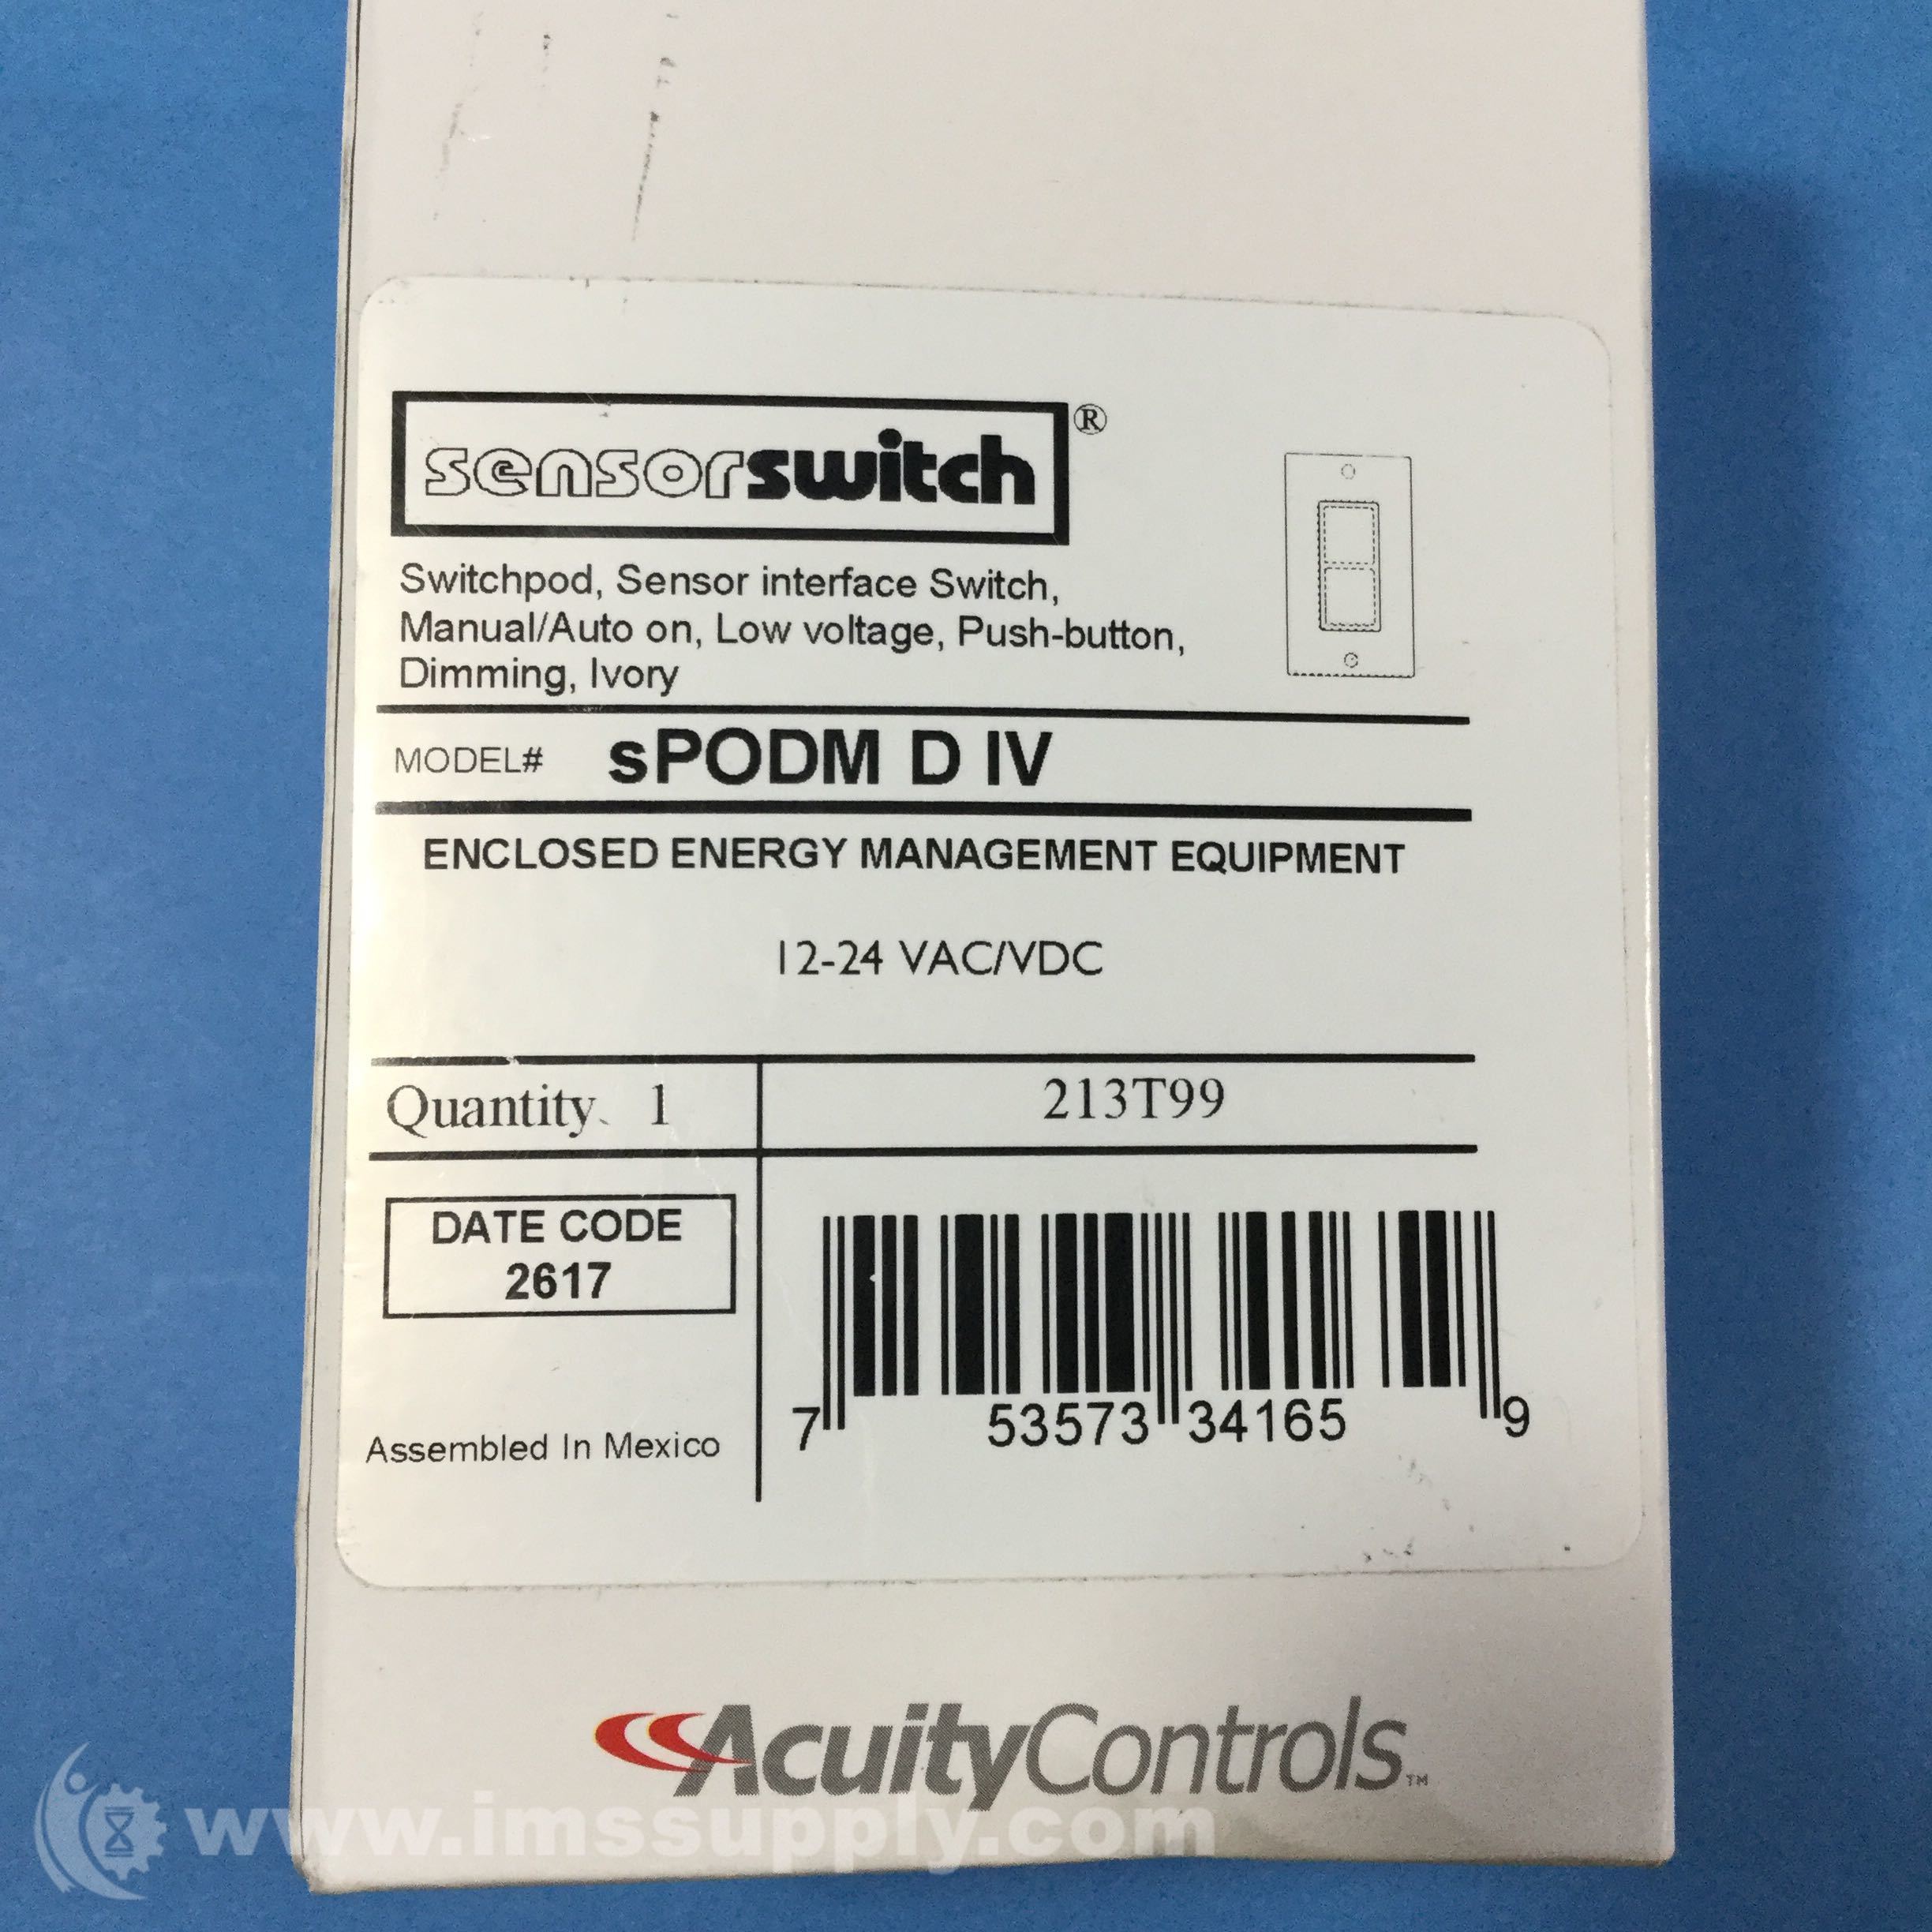 sensorswitch®
Switchpod, Sensor interface Switch,
Manual/Auto on, Low voltage, Push-button,
Dimming, Ivory
MODEL# sPODM D IV
ENCLOSED ENERGY MANAGEMENT EQUIPMENT
12-24 VAC/VDC
Quantity. 1
213T99
DATE CODE
2617
7 53573 34165 9
Assembled In Mexico
AcuityControls™
www.imssupply.com